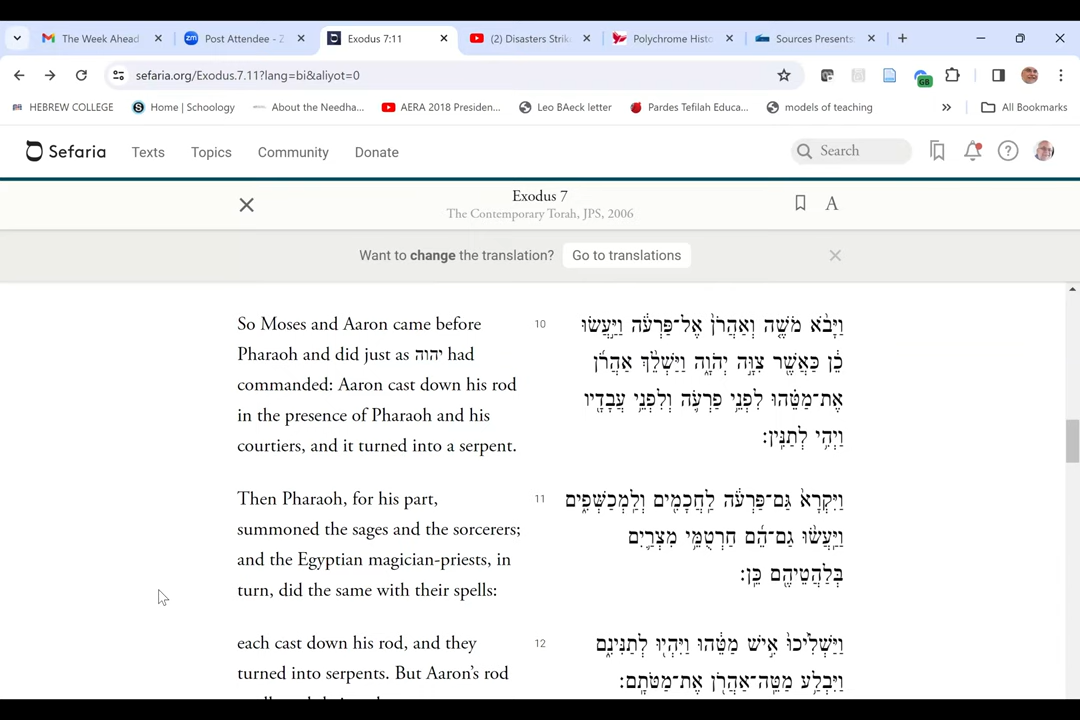 The Week Ahead
Post Attendee - Z
Exodus 7:11
(2) Disasters Strik
Polychrome Histo
Sources Presents:
sefaria.org/Exodus.7.11?lang=bi&aliyot=0
GB
HEBREW COLLEGE
Home | Schoology
About the Needha...
AERA 2018 Presiden...
Leo BAeck letter
Pardes Tefilah Educa...
models of teaching
All Bookmarks
Sefaria
Texts
Topics
Community
Donate
Search
Exodus 7
The Contemporary Torah, JPS, 2006
A
Want to change the translation? Go to translations
So Moses and Aaron came before
Pharaoh and did just as יהוה had
commanded: Aaron cast down his rod
in the presence of Pharaoh and his
courtiers, and it turned into a serpent.
10
וַיָּבֹ֨א מֹשֶׁ֤ה וְאַהֲרֹן֙ אֶל־פַּרְעֹ֔ה וַיַּ֣עֲשׂוּ
כֵ֔ן כַּאֲשֶׁ֖ר צִוָּ֣ה יְהֹוָ֑ה וַיַּשְׁלֵ֨ךְ אַהֲרֹ֜ן
אֶת־מַטֵּ֗הוּ לִפְנֵ֥י פַרְעֹ֛ה וְלִפְנֵ֥י עֲבָדָ֖יו
וַיְהִ֥י לְתַנִּֽין׃
Then Pharaoh, for his part,
summoned the sages and the sorcerers;
and the Egyptian magician-priests, in
turn, did the same with their spells:
11
וַיִּקְרָא֙ גַּם־פַּרְעֹ֔ה לַֽחֲכָמִ֖ים וְלַֽמְכַשְּׁפִ֑ים
וַיַּֽעֲשׂ֨וּ גַם־הֵ֜ם חַרְטֻמֵּ֥י מִצְרַ֛יִם
בְּלַהֲטֵיהֶ֖ם כֵּֽן׃
each cast down his rod, and they
turned into serpents. But Aaron's rod
12
וַיַּשְׁלִ֙יכוּ֙ אִ֣ישׁ מַטֵּ֔הוּ וַיִּהְי֖וּ לְתַנִּינִ֑ם
וַיִּבְלַ֥ע מַטֵּֽה־אַהֲרֹ֖ן אֶת־מַטֹּתָֽם׃